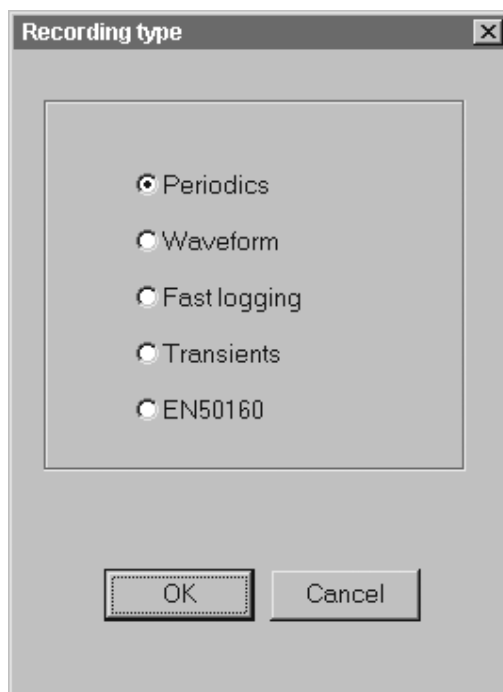 Recording type
Periodics
Waveform
Fast logging
Transients
EN50160
OK
Cancel